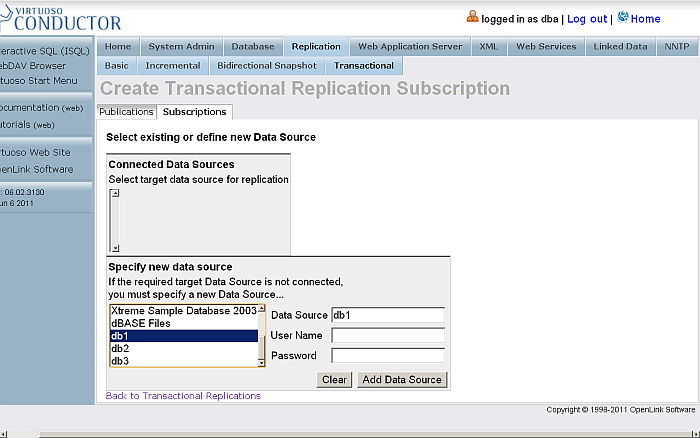 VIRTUOSO
CONDUCTOR
logged in as dba | Log out | Home
teractive SQL (ISQL)
ebDAV Browser
rtuoso Start Menu
ocumentation (web)
utorials (web)
rtuoso Web Site
penLink Software
: 06.02.3130
un 6 2011
Home System Admin Database Replication Web Application Server XML Web Services Linked Data NNTP
Basic Incremental Bidirectional Snapshot Transactional
Create Transactional Replication Subscription
Publications Subscriptions
Select existing or define new Data Source
Connected Data Sources
Select target data source for replication
Specify new data source
If the required target Data Source is not connected,
you must specify a new Data Source...
Xtreme Sample Database 2003
dBASE Files
db1
db2
db3
Data Source db1
User Name
Password
Clear Add Data Source
Back to Transactional Replications
Copyright © 1998-2011 OpenLink Software